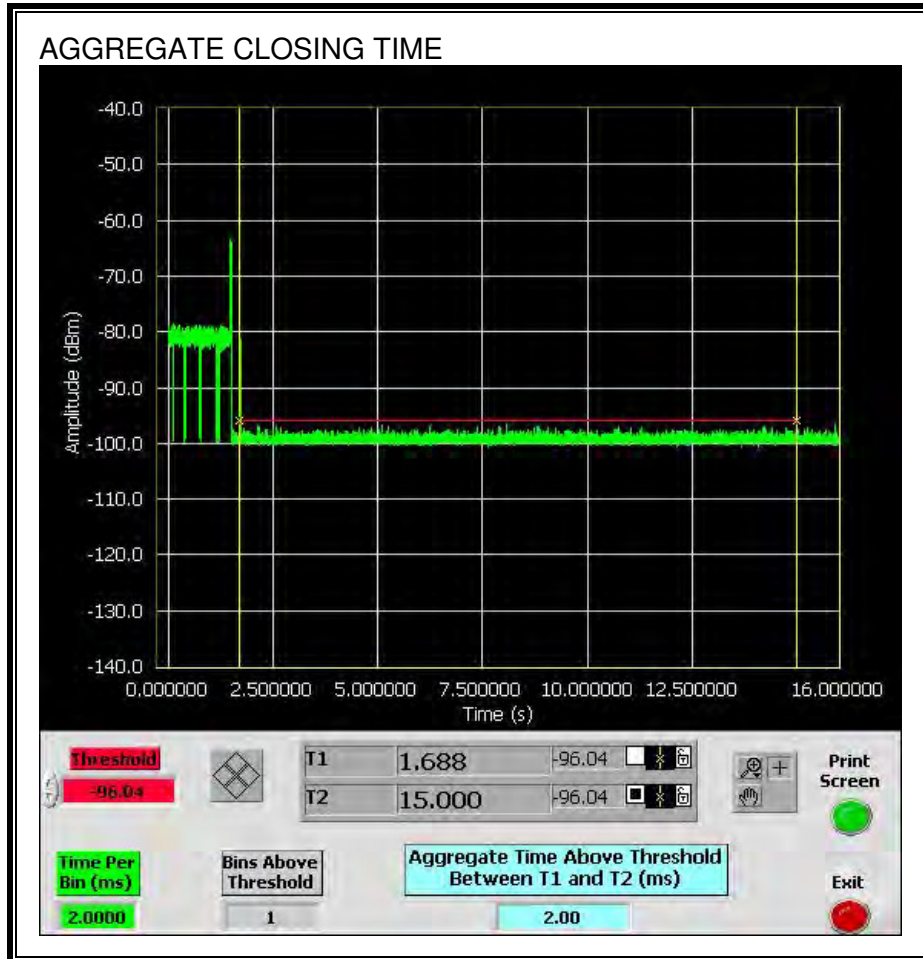 AGGREGATE CLOSING TIME
-40.0
-50.0
-60.0
-70.0
-80.0
-90.0
-100.0
-110.0
-120.0
-130.0
-140.0
Amplitude (dBm)
0.000000 2.500000 5.000000 7.500000 10.000000 12.500000 16.000000
Time (s)
Threshold
-96.04
T1 1.688 -96.04
T2 15.000 -96.04
Print
Screen
Time Per
Bin (ms)
2.0000
Bins Above
Threshold
1
Aggregate Time Above Threshold
Between T1 and T2 (ms)
2.00
Exit